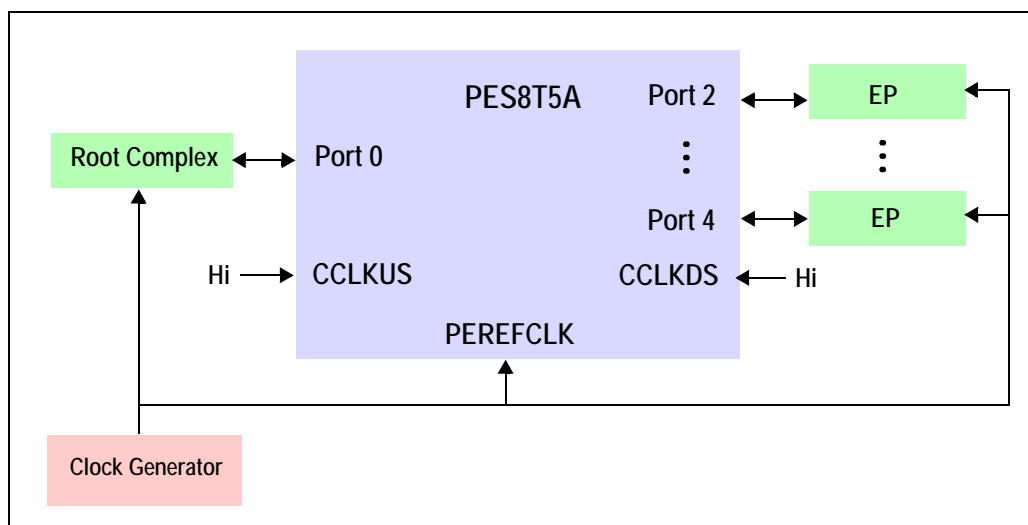 PES8T5A
Port 2
EP
Root Complex
Port 0
Port 4
EP
Hi
CCLKUS
CCLKDS
Hi
PEREFCLK
Clock Generator